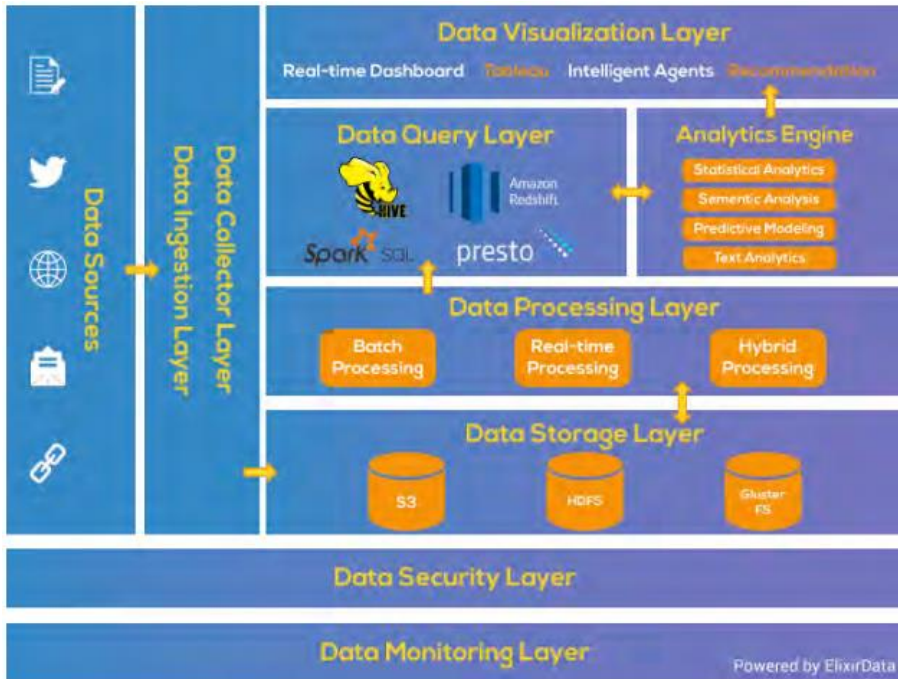 Data Visualization Layer
Real-time Dashboard Tableau Intelligent Agents Recommendation
Data Sources
Data Ingestion Layer
Data Collector Layer
Data Query Layer
HIVE
Amazon
Redshift
Spark SQL
presto
Analytics Engine
Statistical Analytics
Sementic Analysis
Predictive Modeling
Text Analytics
Data Processing Layer
Batch
Processing
Real-time
Processing
Hybrid
Processing
Data Storage Layer
S3
HDFS
Gluster
FS
Data Security Layer
Data Monitoring Layer
Powered by ElixirData